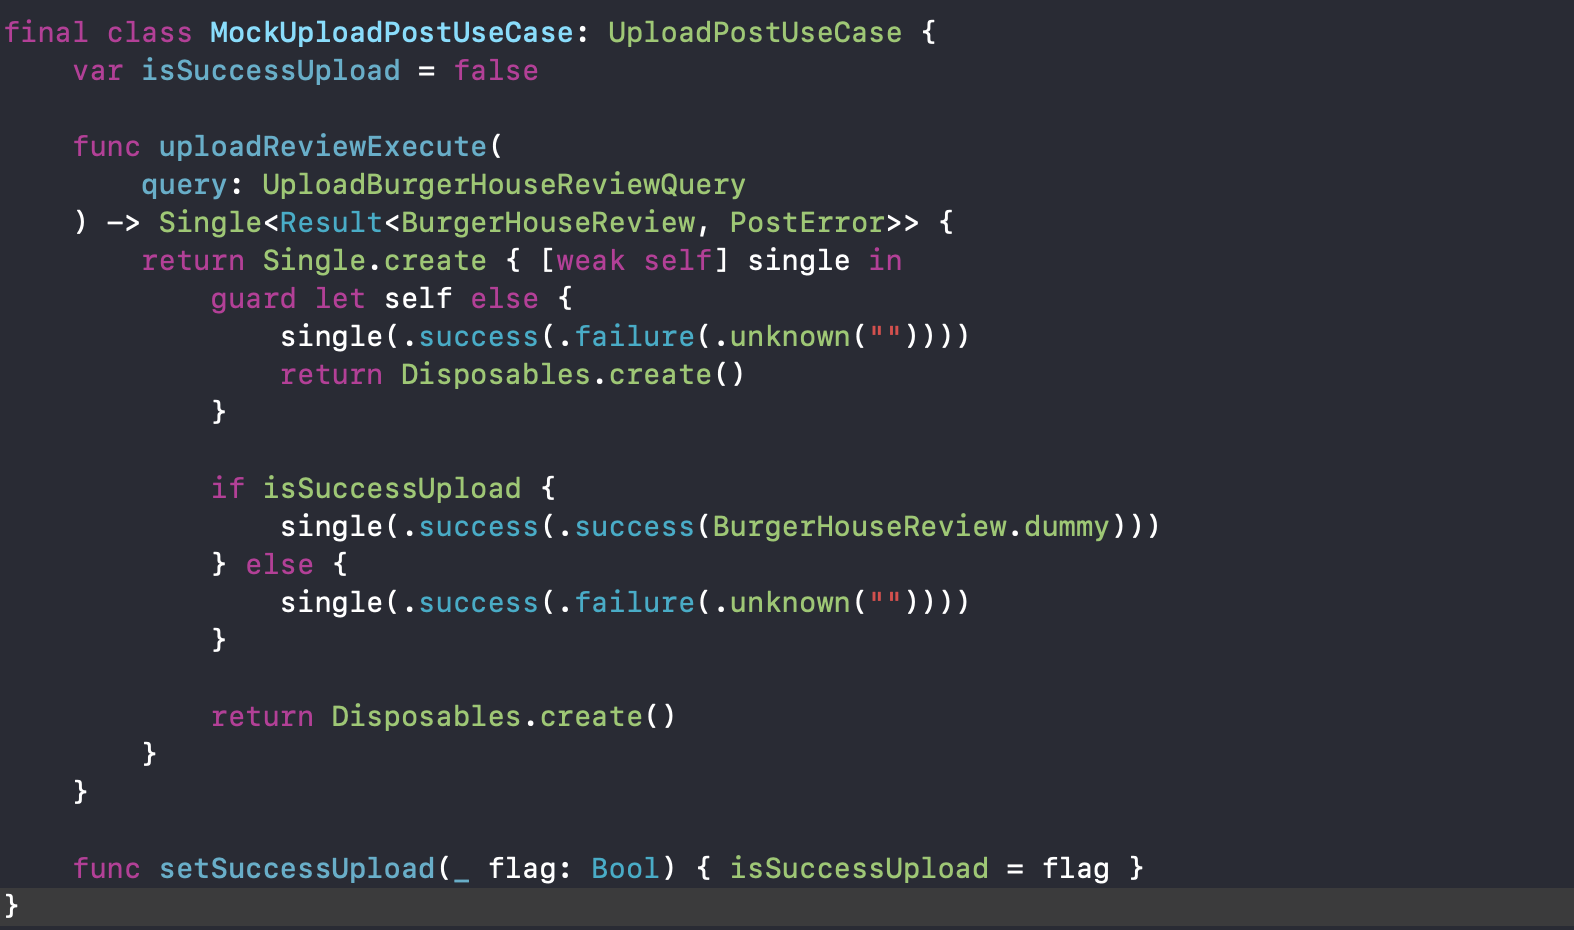 final class MockUploadPostUseCase: UploadPostUseCase {
    var isSuccessUpload = false

    func uploadReviewExecute(
        query: UploadBurgerHouseReviewQuery
    ) -> Single<Result<BurgerHouseReview, PostError>> {
        return Single.create { [weak self] single in
            guard let self else {
                single(.success(.failure(.unknown(""))))
                return Disposables.create()
            }

            if isSuccessUpload {
                single(.success(.success(BurgerHouseReview.dummy)))
            } else {
                single(.success(.failure(.unknown(""))))
            }

            return Disposables.create()
        }
    }

    func setSuccessUpload(_ flag: Bool) { isSuccessUpload = flag }
}